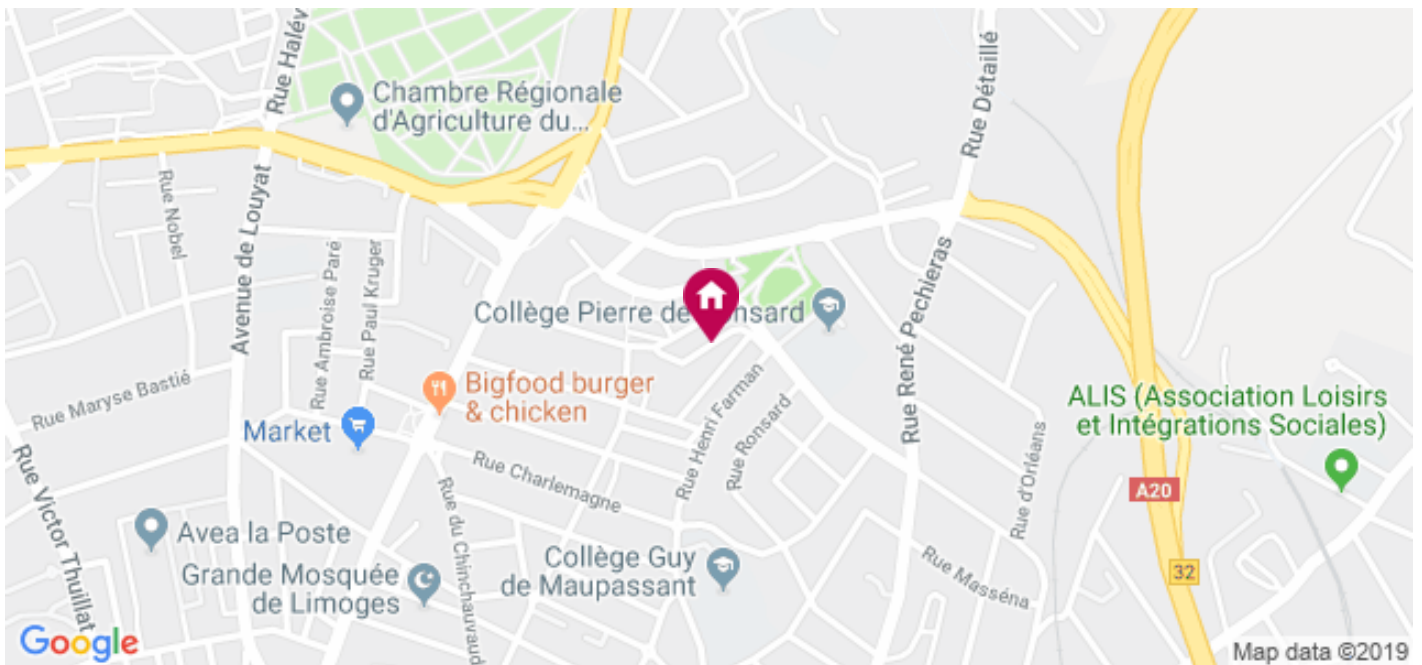 Rue Halév
Chambre Régionale
d'Agriculture du...
Rue Détaillé
Rue Nobel
Avenue de Louyat
Rue Ambroise Paré
Rue Paul Kruger
Rue René Pechieras
Collège Pierre de
nsard
Rue Maryse Bastié
Bigfood burger
& chicken
Market
Rue Henri Farman
Rue Ronsard
ALIS (Association Loisirs
et Intégrations Sociales)
Rue d'Orléans
A20
Rue Victor Thuillat
Rue Charlemagne
Rue du Chinchauvaud
Avea la Poste
Grande Mosquée
de Limoges
Collège Guy
de Maupassant
Rue Masséna
32
Google
Map data ©2019